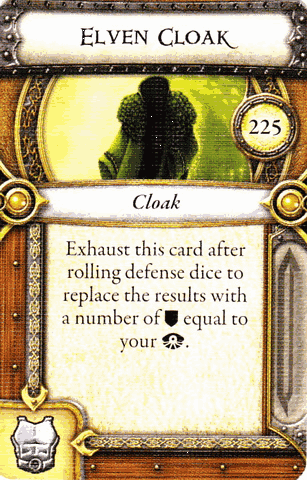 ELVEN CLOAK
225
Cloak
Exhaust this card after
rolling defense dice to
replace the results with
a number of equal to
your .